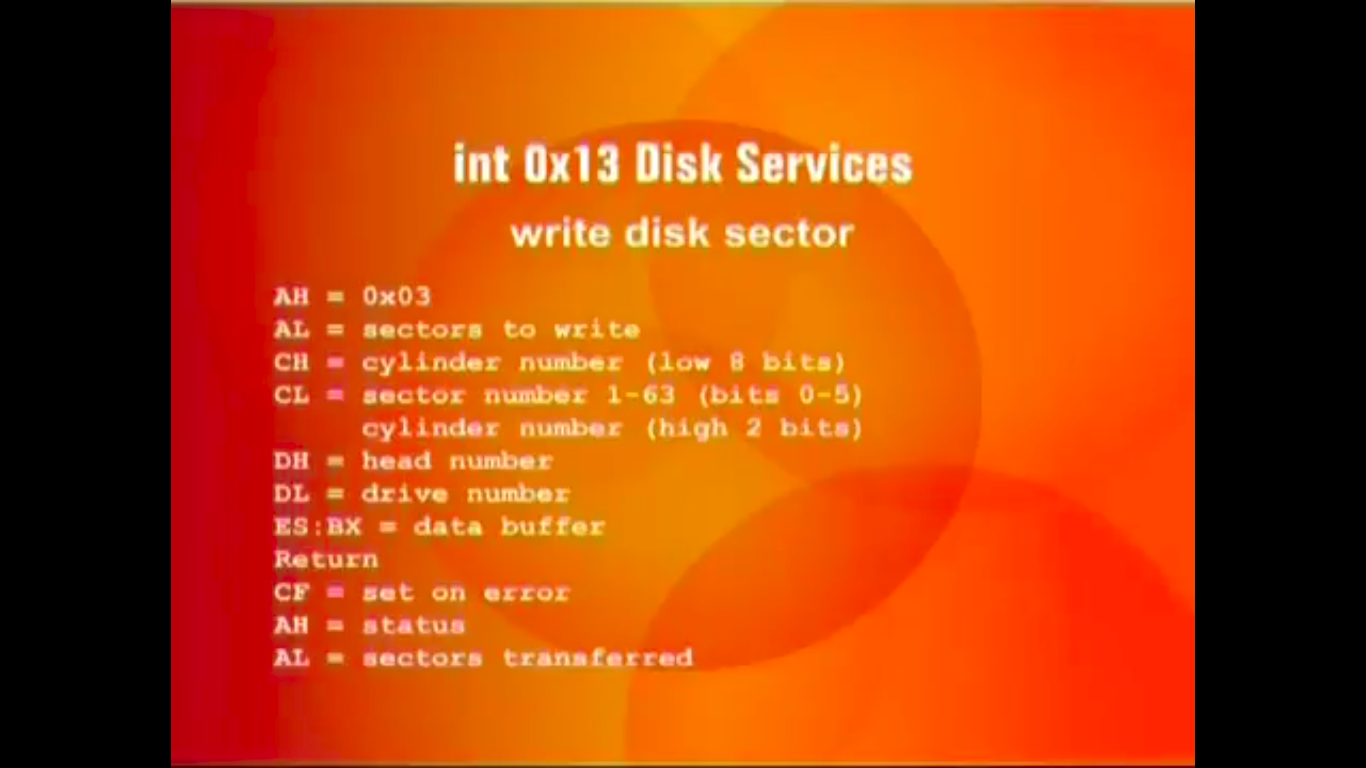 int 0x13 Disk Services
write disk sector
AH = 0x03
AL = sectors to write
CH = cylinder number (low 8 bits)
CL = sector number 1-63 (bits 0-5)
cylinder number (high 2 bits)
DH = head number
DL = drive number
ES:BX = data buffer
Return
CF = set on error
AH = status
AL = sectors transferred